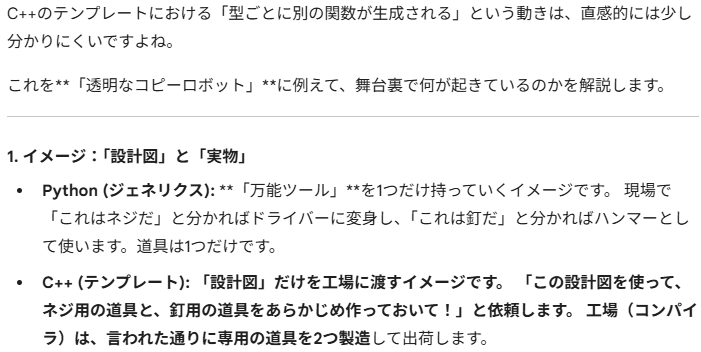 C++のテンプレートにおける「型ごとに別の関数が生成される」という動きは、直感的には少し
分かりにくいですよね。
これを**「透明なコピーロボット」**に例えて、舞台裏で何が起きているのかを解説します。
1. イメージ：「設計図」と「実物」
• Python (ジェネリクス): **「万能ツール」**を1つだけ持っていくイメージです。 現場で
「これはネジだ」と分かればドライバーに変身し、「これは釘だ」と分かればハンマーとし
て使います。道具は1つだけです。
• C++ (テンプレート): 「設計図」だけを工場に渡すイメージです。 「この設計図を使って、
ネジ用の道具と、釘用の道具をあらかじめ作っておいて！」と依頼します。 工場（コンパイ
ラ）は、言われた通りに専用の道具を2つ製造して出荷します。